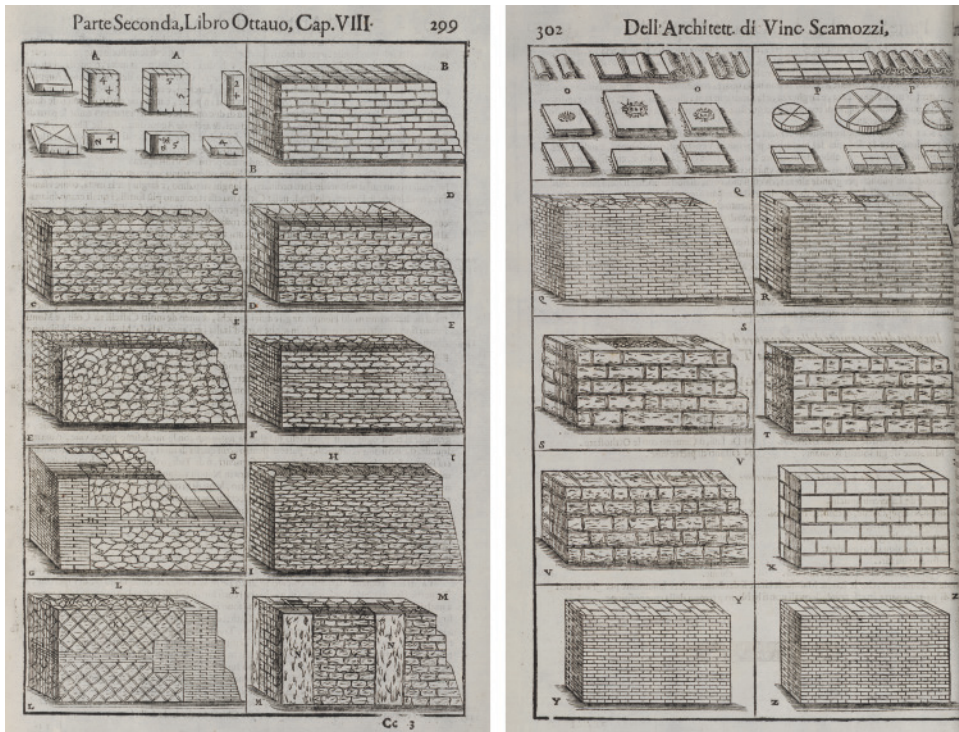 Parte Seconda, Libro Ottauo, Cap. VIII. 299
A A B
B
C D
C D
E E
E F
G H I
G I
L K M
N
L M
Cc 3
302 Dell'Architett. di Vinc. Scamozzi,
O O P P
Q
Q R
S
S T
V
V X
Y Z
Y Z